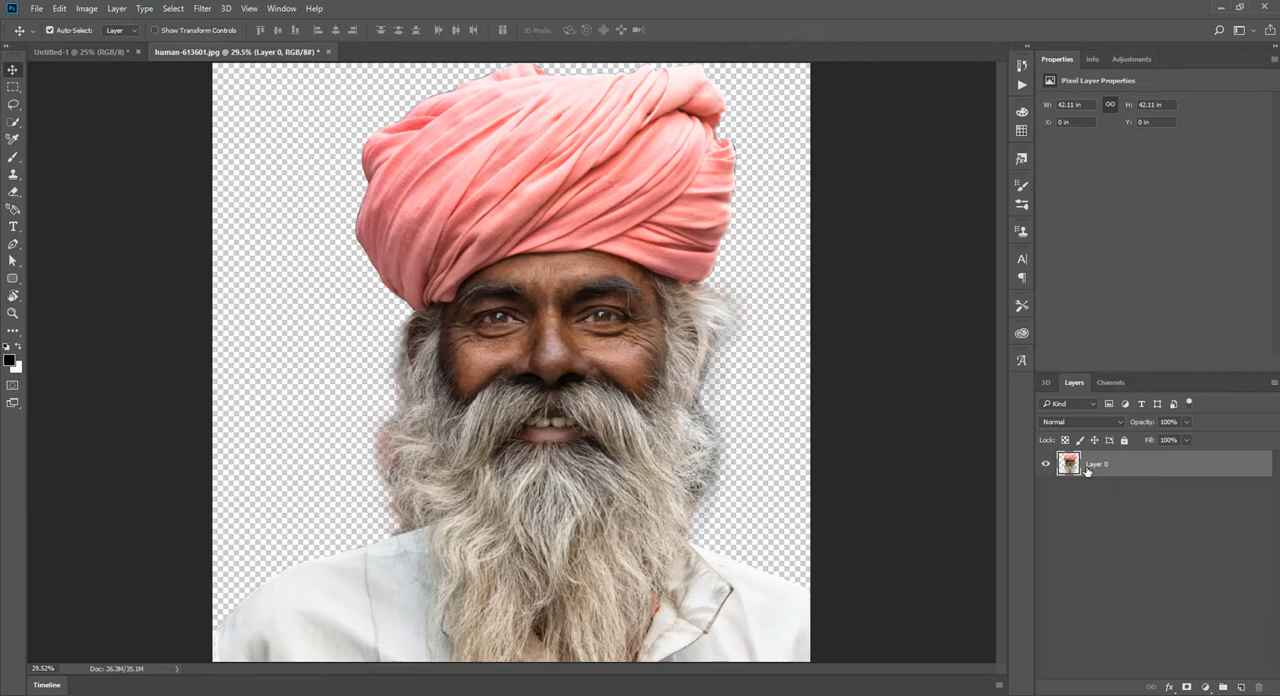 Ps File Edit Image Layer Type Select Filter 3D View Window Help
Auto-Select: Layer Show Transform Controls 3D Mode:
Untitled-1 @ 25% (RGB/8) * × human-613601.jpg @ 29.5% (Layer 0, RGB/8#) * ×
Properties Info Adjustments
Pixel Layer Properties
W: 42.11 in H: 42.11 in
X: 0 in Y: 0 in
3D Layers Channels
Kind
Normal Opacity: 100%
Lock: Fill: 100%
Layer 0
29.52% Doc: 26.3M/35.1M
Timeline